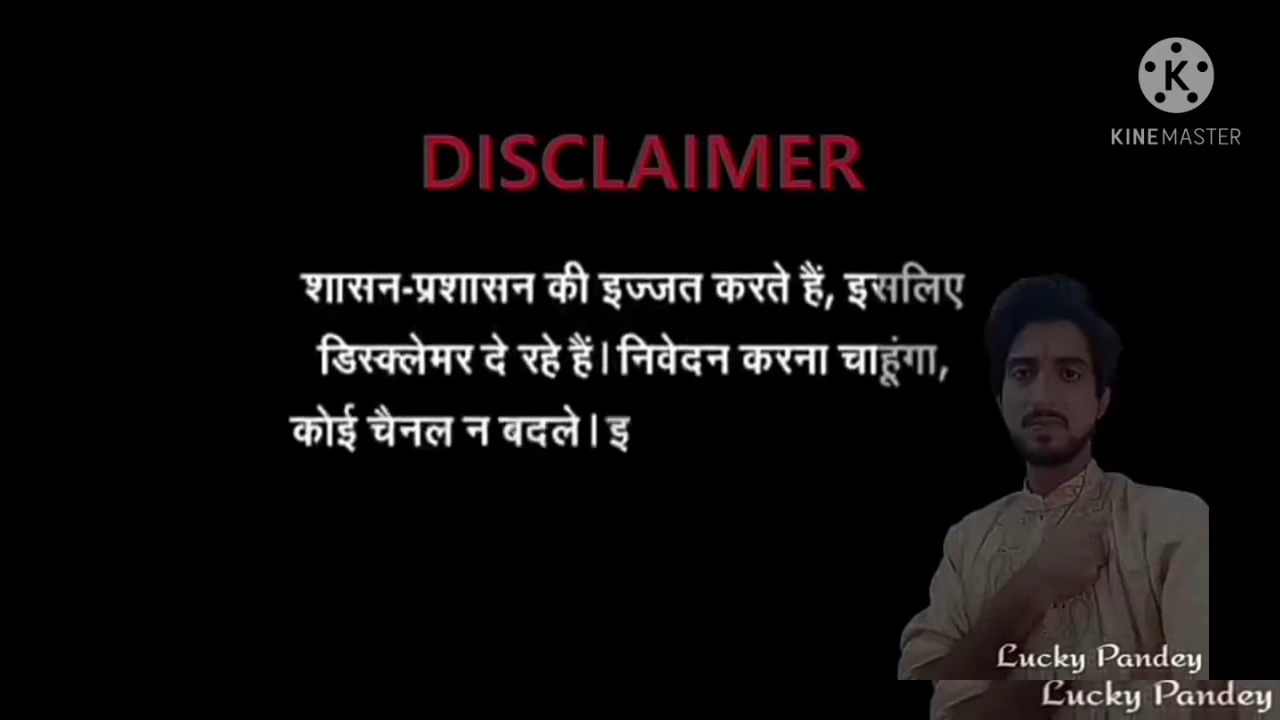 KINEMASTER
DISCLAIMER
शासन-प्रशासन की इज्जत करते हैं, इसलिए
डिस्क्लेमर दे रहे हैं। निवेदन करना चाहूंगा,
कोई चैनल न बदले। इ
Lucky Pandey
Lucky Pandey